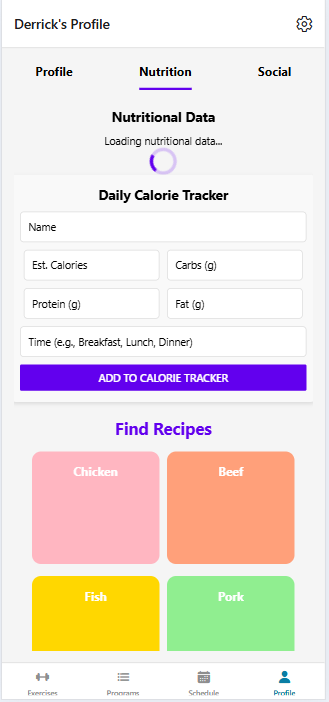 Derrick's Profile
Profile Nutrition Social
Nutritional Data
Loading nutritional data...
Daily Calorie Tracker
Name
Est. Calories Carbs (g)
Protein (g) Fat (g)
Time (e.g., Breakfast, Lunch, Dinner)
ADD TO CALORIE TRACKER
Find Recipes
Chicken Beef
Fish Pork
Exercises Programs Schedule Profile